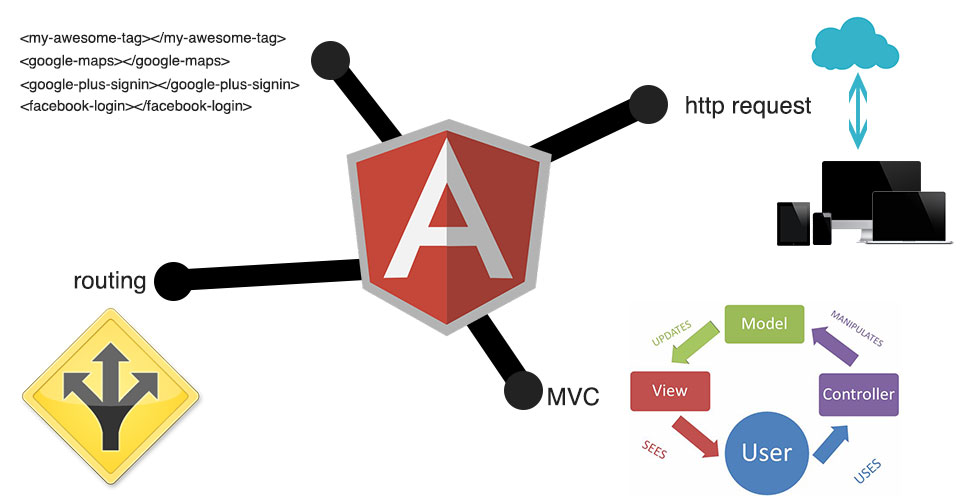 <my-awesome-tag></my-awesome-tag>
<google-maps></google-maps>
<google-plus-signin></google-plus-signin>
<facebook-login></facebook-login>
http request
A
routing
MVC
UPDATES
Model
MANIPULATES
View
Controller
SEES
User
USES